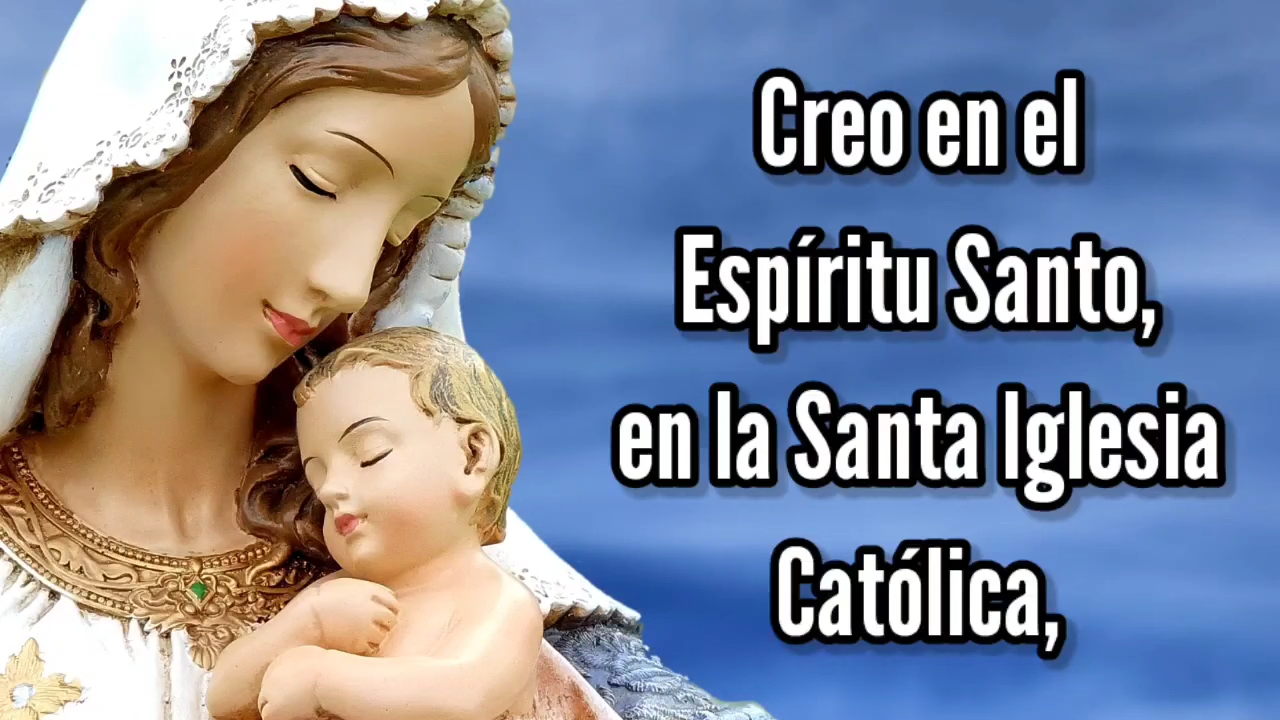 Creo en el
Espíritu Santo,
en la Santa Iglesia
Católica,